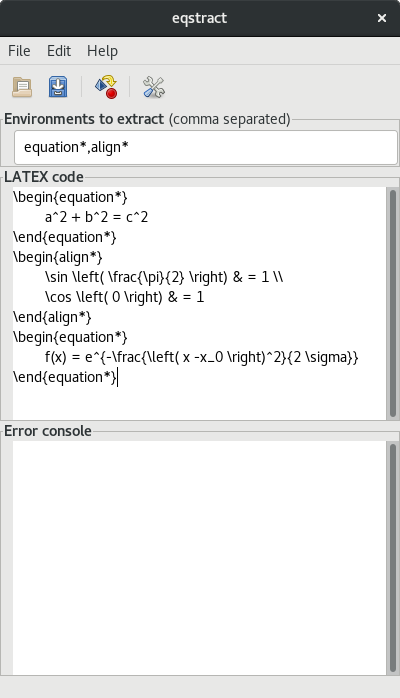 eqstract
File Edit Help
Environments to extract (comma separated)
equation*,align*
LATEX code
\begin{equation*}
a^2 + b^2 = c^2
\end{equation*}
\begin{align*}
\sin \left( \frac{\pi}{2} \right) & = 1 \\
\cos \left( 0 \right) & = 1
\end{align*}
\begin{equation*}
f(x) = e^{-\frac{\left( x -x_0 \right)^2}{2 \sigma}}
\end{equation*}
Error console